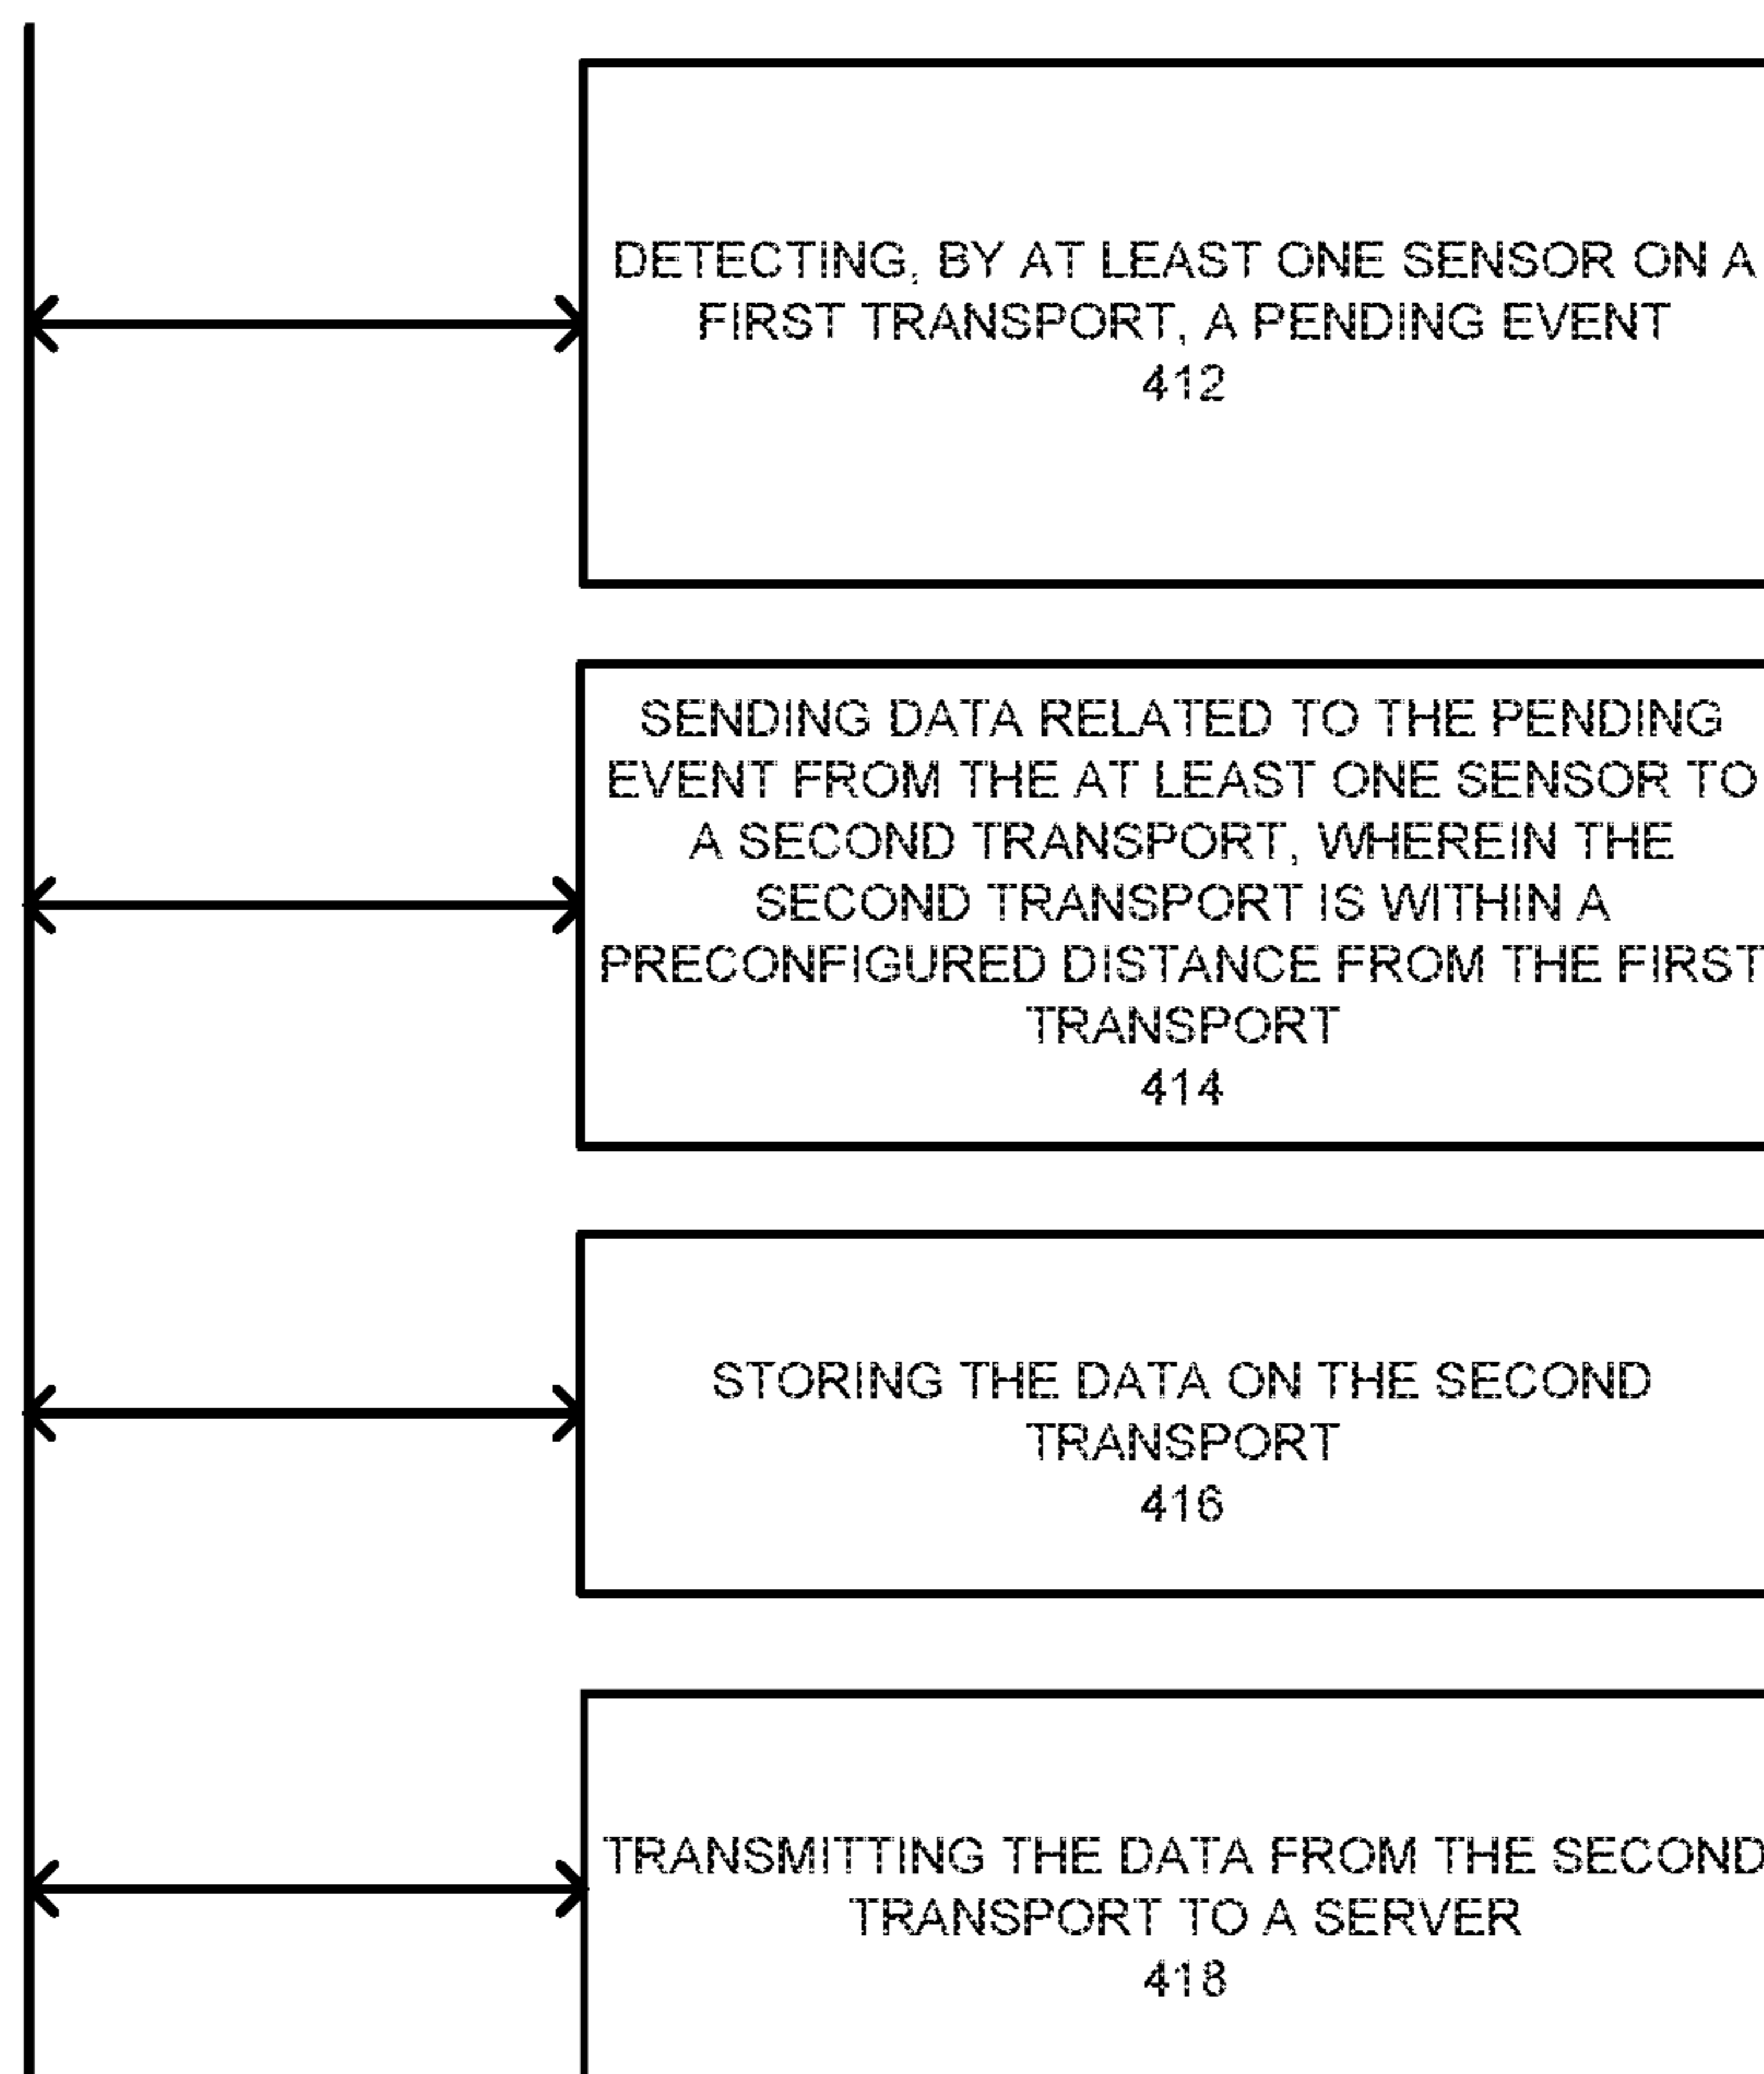 DETECTING, BY AT LEAST ONE SENSOR ON A
FIRST TRANSPORT, A PENDING EVENT
412
SENDING DATA RELATED TO THE PENDING
EVENT FROM THE AT LEAST ONE SENSOR TO
A SECOND TRANSPORT, WHEREIN THE
SECOND TRANSPORT IS WITHIN A
PRECONFIGURED DISTANCE FROM THE FIRST
TRANSPORT
414
STORING THE DATA ON THE SECOND
TRANSPORT
416
TRANSMITTING THE DATA FROM THE SECOND
TRANSPORT TO A SERVER
418